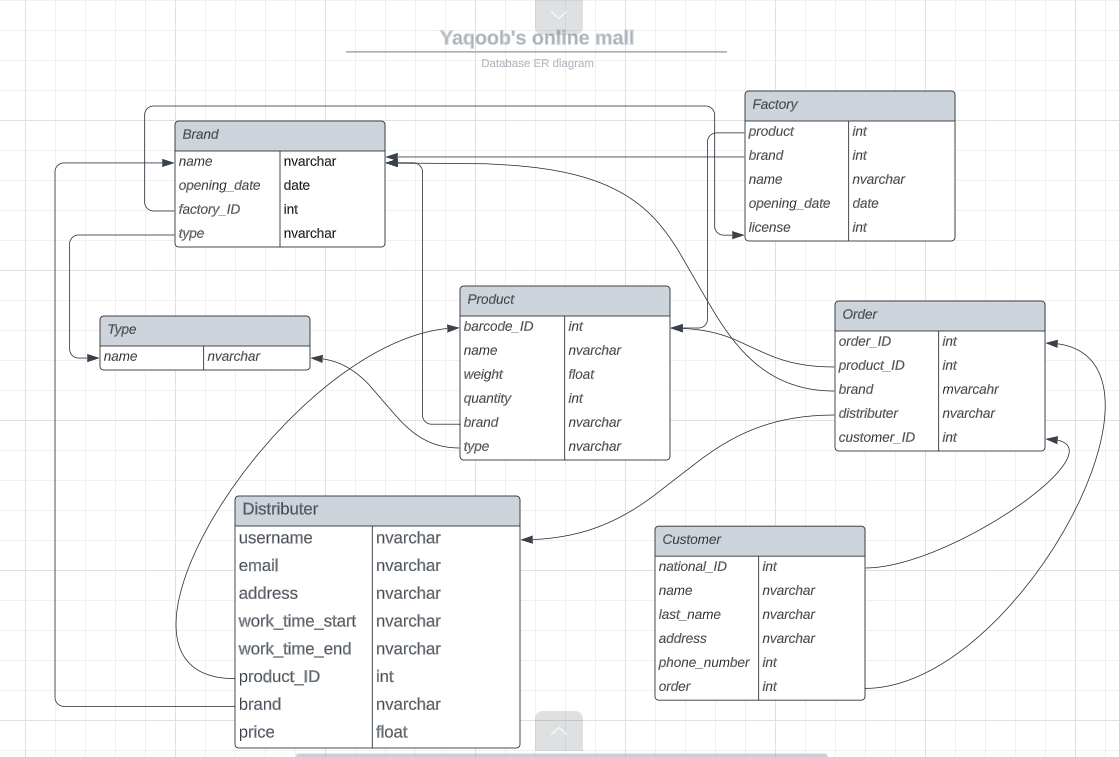 Yaqoob's online mall
Database ER diagram
Factory
product int
brand int
name nvarchar
opening_date date
license int
Brand
name nvarchar
opening_date date
factory_ID int
type nvarchar
Product
barcode_ID int
name nvarchar
weight float
quantity int
brand nvarchar
type nvarchar
Order
order_ID int
product_ID int
brand mvarcahr
distributer nvarchar
customer_ID int
Type
name nvarchar
Distributer
username nvarchar
email nvarchar
address nvarchar
work_time_start nvarchar
work_time_end nvarchar
product_ID int
brand nvarchar
price float
Customer
national_ID int
name nvarchar
last_name nvarchar
address nvarchar
phone_number int
order int